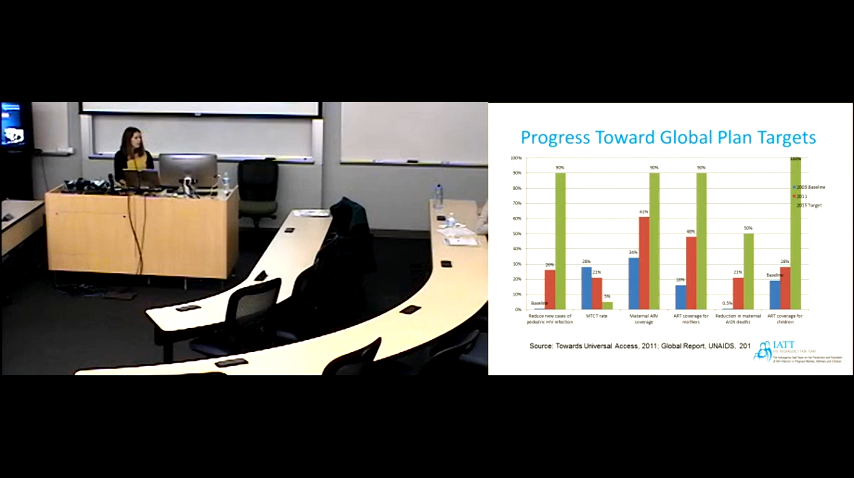 Progress Toward Global Plan Targets
100%
90%
80%
70%
60%
50%
40%
30%
20%
10%
0%
Baseline
26%
90%
28%
21%
5%
34%
61%
90%
16%
48%
90%
0.5%
21%
50%
Baseline
28%
100%
2009 Baseline
2011
2015 Target
Reduce new cases of
pediatric HIV infection
MTCT rate
Maternal ARV
coverage
ART coverage for
mothers
Reduction in maternal
AIDS deaths
ART coverage for
children
Source: Towards Universal Access, 2011; Global Report, UNAIDS, 201
IATT